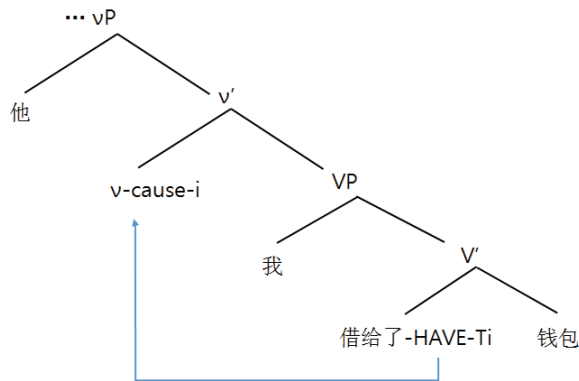 ··· νP
他
ν′
ν-cause-i
VP
我
V′
借给了-HAVE-Ti
钱包